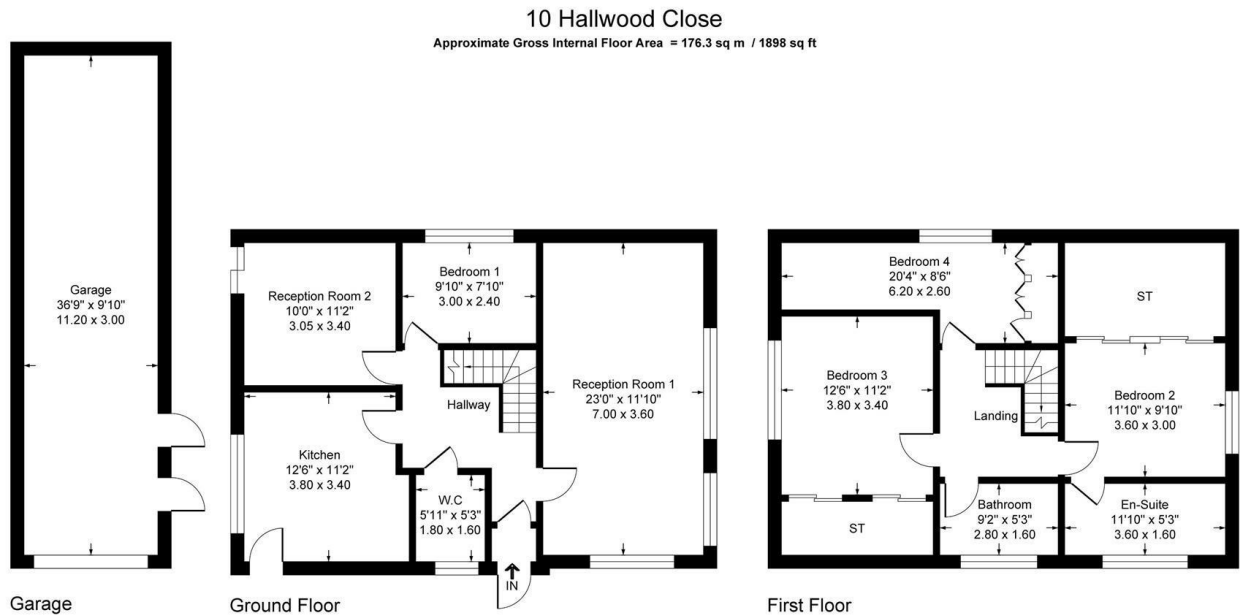 10 Hallwood Close
Approximate Gross Internal Floor Area = 176.3 sq m / 1898 sq ft
Garage
36'9" x 9'10"
11.20 x 3.00
Garage
Reception Room 2
10'0" x 11'2"
3.05 x 3.40
Bedroom 1
9'10" x 7'10"
3.00 x 2.40
Reception Room 1
23'0" x 11'10"
7.00 x 3.60
Hallway
Kitchen
12'6" x 11'2"
3.80 x 3.40
W.C
5'11" x 5'3"
1.80 x 1.60
IN
Ground Floor
Bedroom 4
20'4" x 8'6"
6.20 x 2.60
ST
Bedroom 3
12'6" x 11'2"
3.80 x 3.40
Landing
Bedroom 2
11'10" x 9'10"
3.60 x 3.00
ST
Bathroom
9'2" x 5'3"
2.80 x 1.60
En-Suite
11'10" x 5'3"
3.60 x 1.60
First Floor